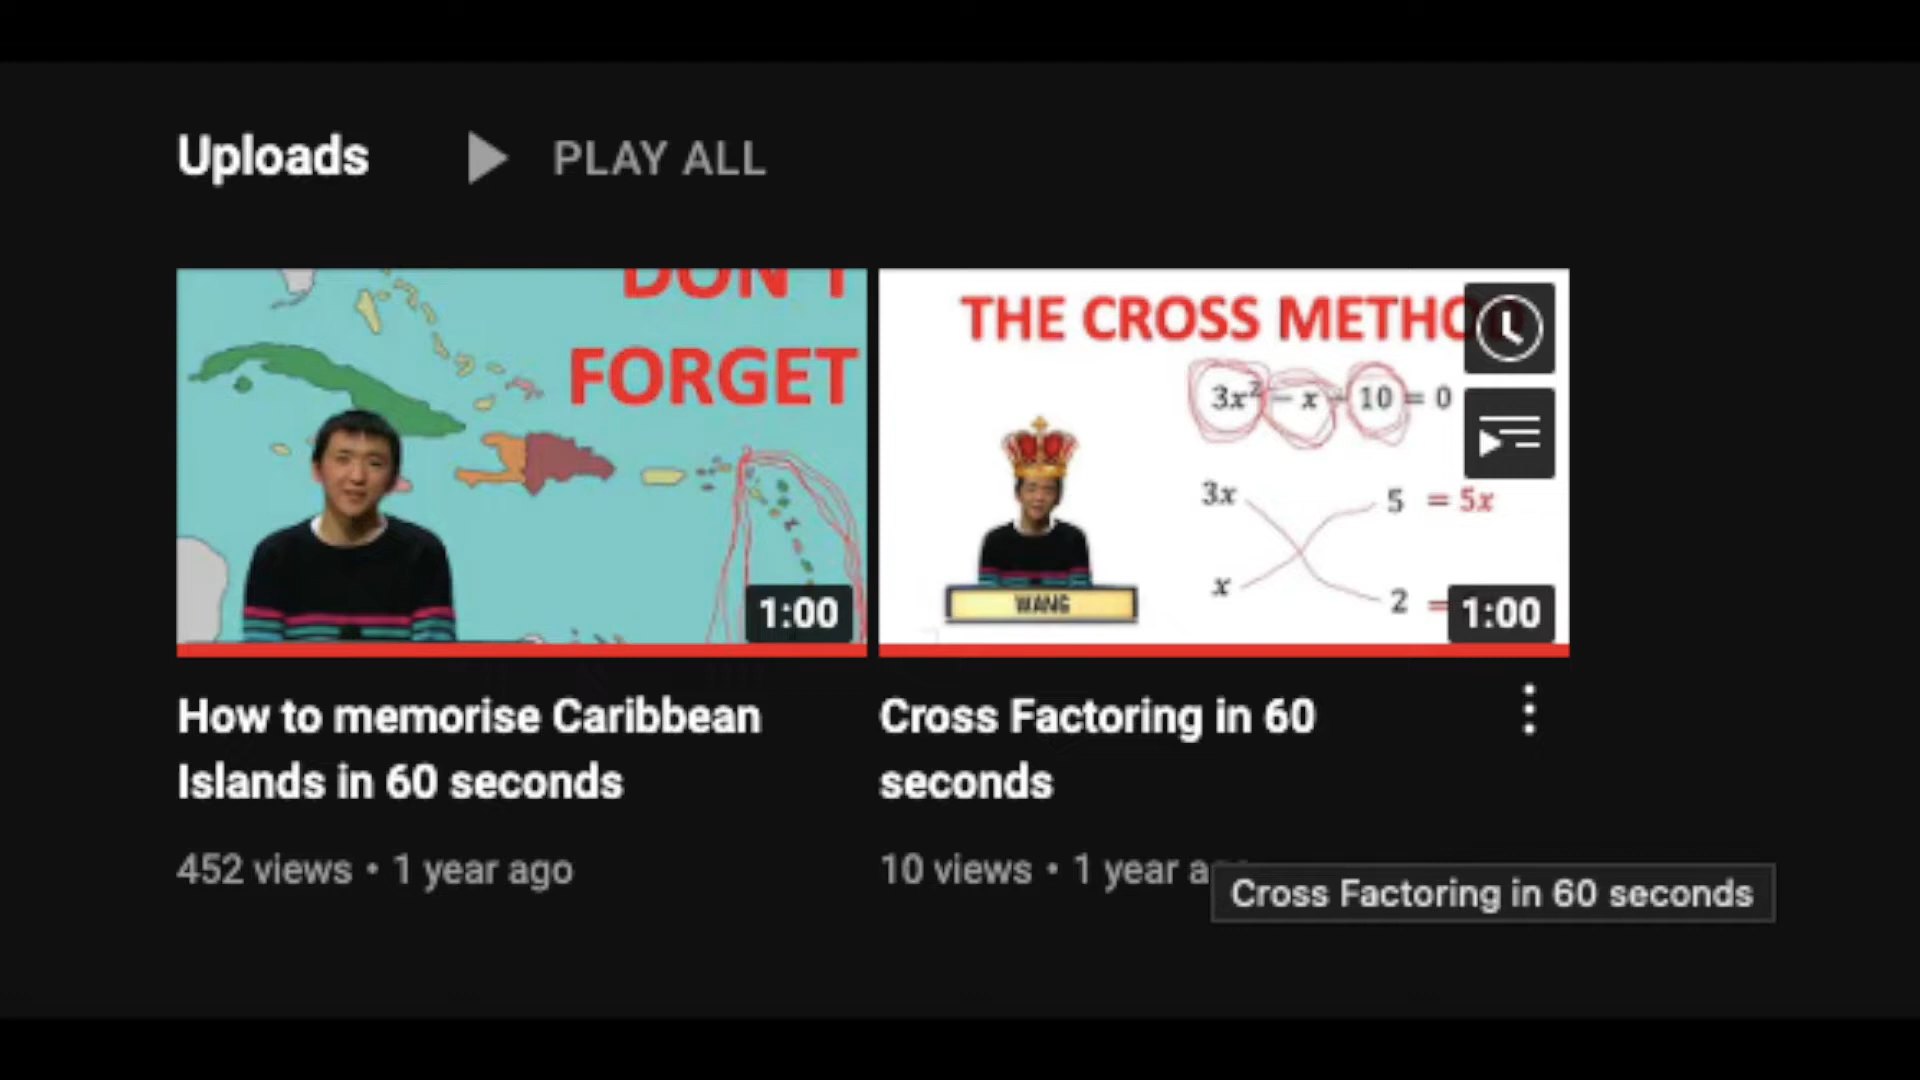 Uploads PLAY ALL
DON'T
FORGET
1:00
THE CROSS METHOD
3x² − x − 10 = 0
3x 5 = 5x
x 2 =
WANG
1:00
How to memorise Caribbean
Islands in 60 seconds
452 views • 1 year ago
Cross Factoring in 60
seconds
10 views • 1 year a
Cross Factoring in 60 seconds